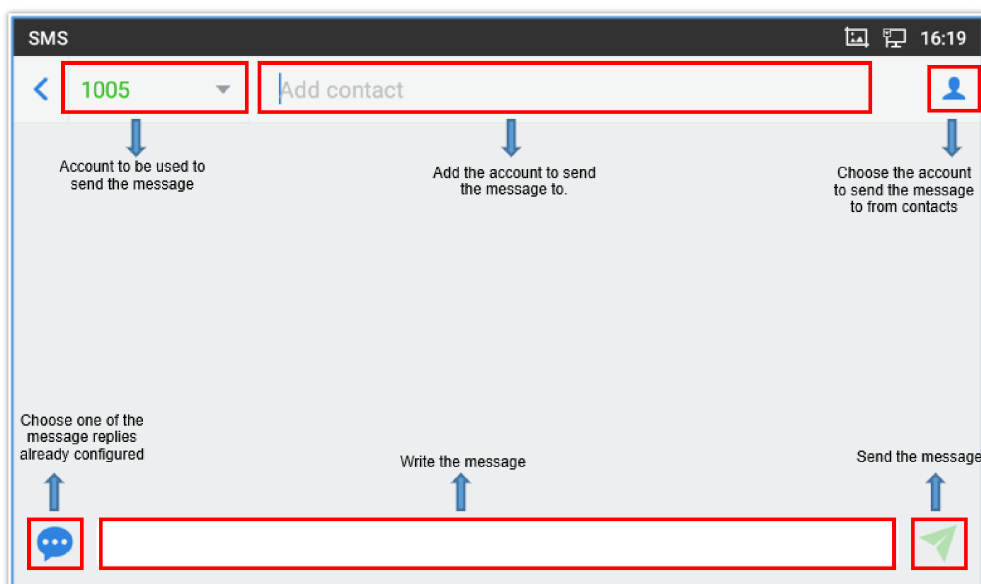 SMS
16:19
1005
Add contact
Account to be used to
send the message
Add the account to send
the message to.
Choose the account
to send the message
to from contacts
Choose one of the
message replies
already configured
Write the message
Send the message